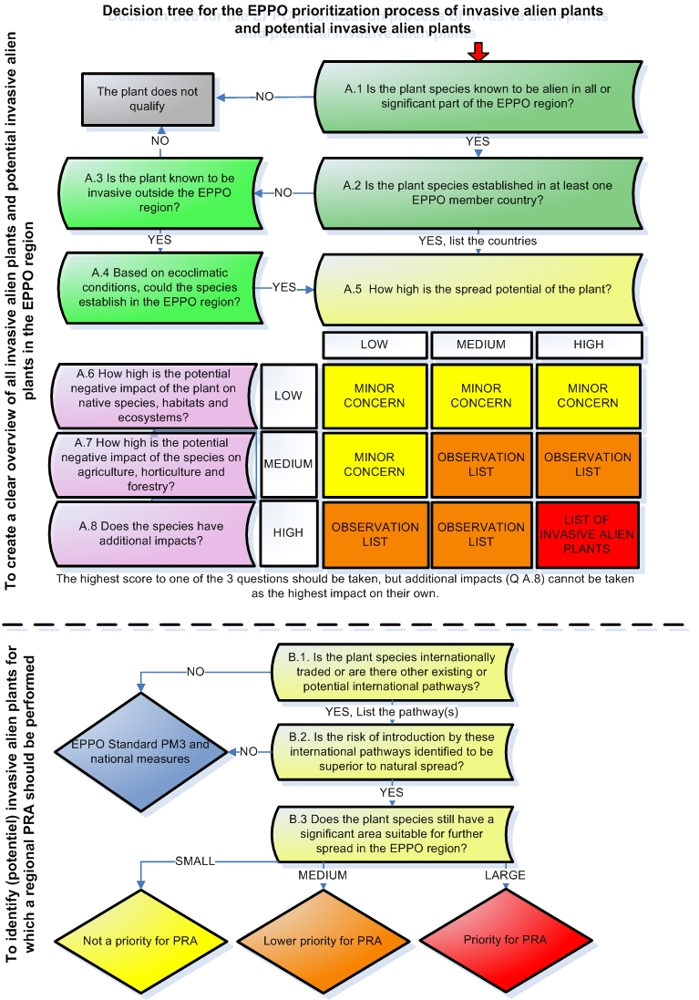 Decision tree for the EPPO prioritization process of invasive alien plants
and potential invasive alien plants
To create a clear overview of all invasive alien plants and potential invasive alien
plants in the EPPO region
The plant does not
qualify
NO
A.1 Is the plant species known to be alien in all or
significant part of the EPPO region?
NO
YES
A.3 Is the plant known to be
invasive outside the EPPO
region?
NO
A.2 Is the plant species established in at least one
EPPO member country?
YES
YES, list the countries
A.4 Based on ecoclimatic
conditions, could the species
establish in the EPPO region?
YES
A.5 How high is the spread potential of the plant?
LOW
MEDIUM
HIGH
A.6 How high is the potential
negative impact of the plant on
native species, habitats and
ecosystems?
LOW
MINOR
CONCERN
MINOR
CONCERN
MINOR
CONCERN
A.7 How high is the potential
negative impact of the species on
agriculture, horticulture and
forestry?
MEDIUM
MINOR
CONCERN
OBSERVATION
LIST
OBSERVATION
LIST
A.8 Does the species have
additional impacts?
HIGH
OBSERVATION
LIST
OBSERVATION
LIST
LIST OF
INVASIVE ALIEN
PLANTS
The highest score to one of the 3 questions should be taken, but additional impacts (Q A.8) cannot be taken
as the highest impact on their own.
To identify (potentiel) invasive alien plants for
which a regional PRA should be performed
B.1. Is the plant species internationally
traded or are there other existing or
potential international pathways?
NO
YES, List the pathway(s)
EPPO Standard PM3 and
national measures
NO
B.2. Is the risk of introduction by these
international pathways identified to be
superior to natural spread?
YES
B.3 Does the plant species still have a
significant area suitable for further
spread in the EPPO region?
SMALL
MEDIUM
LARGE
Not a priority for PRA
Lower priority for PRA
Priority for PRA